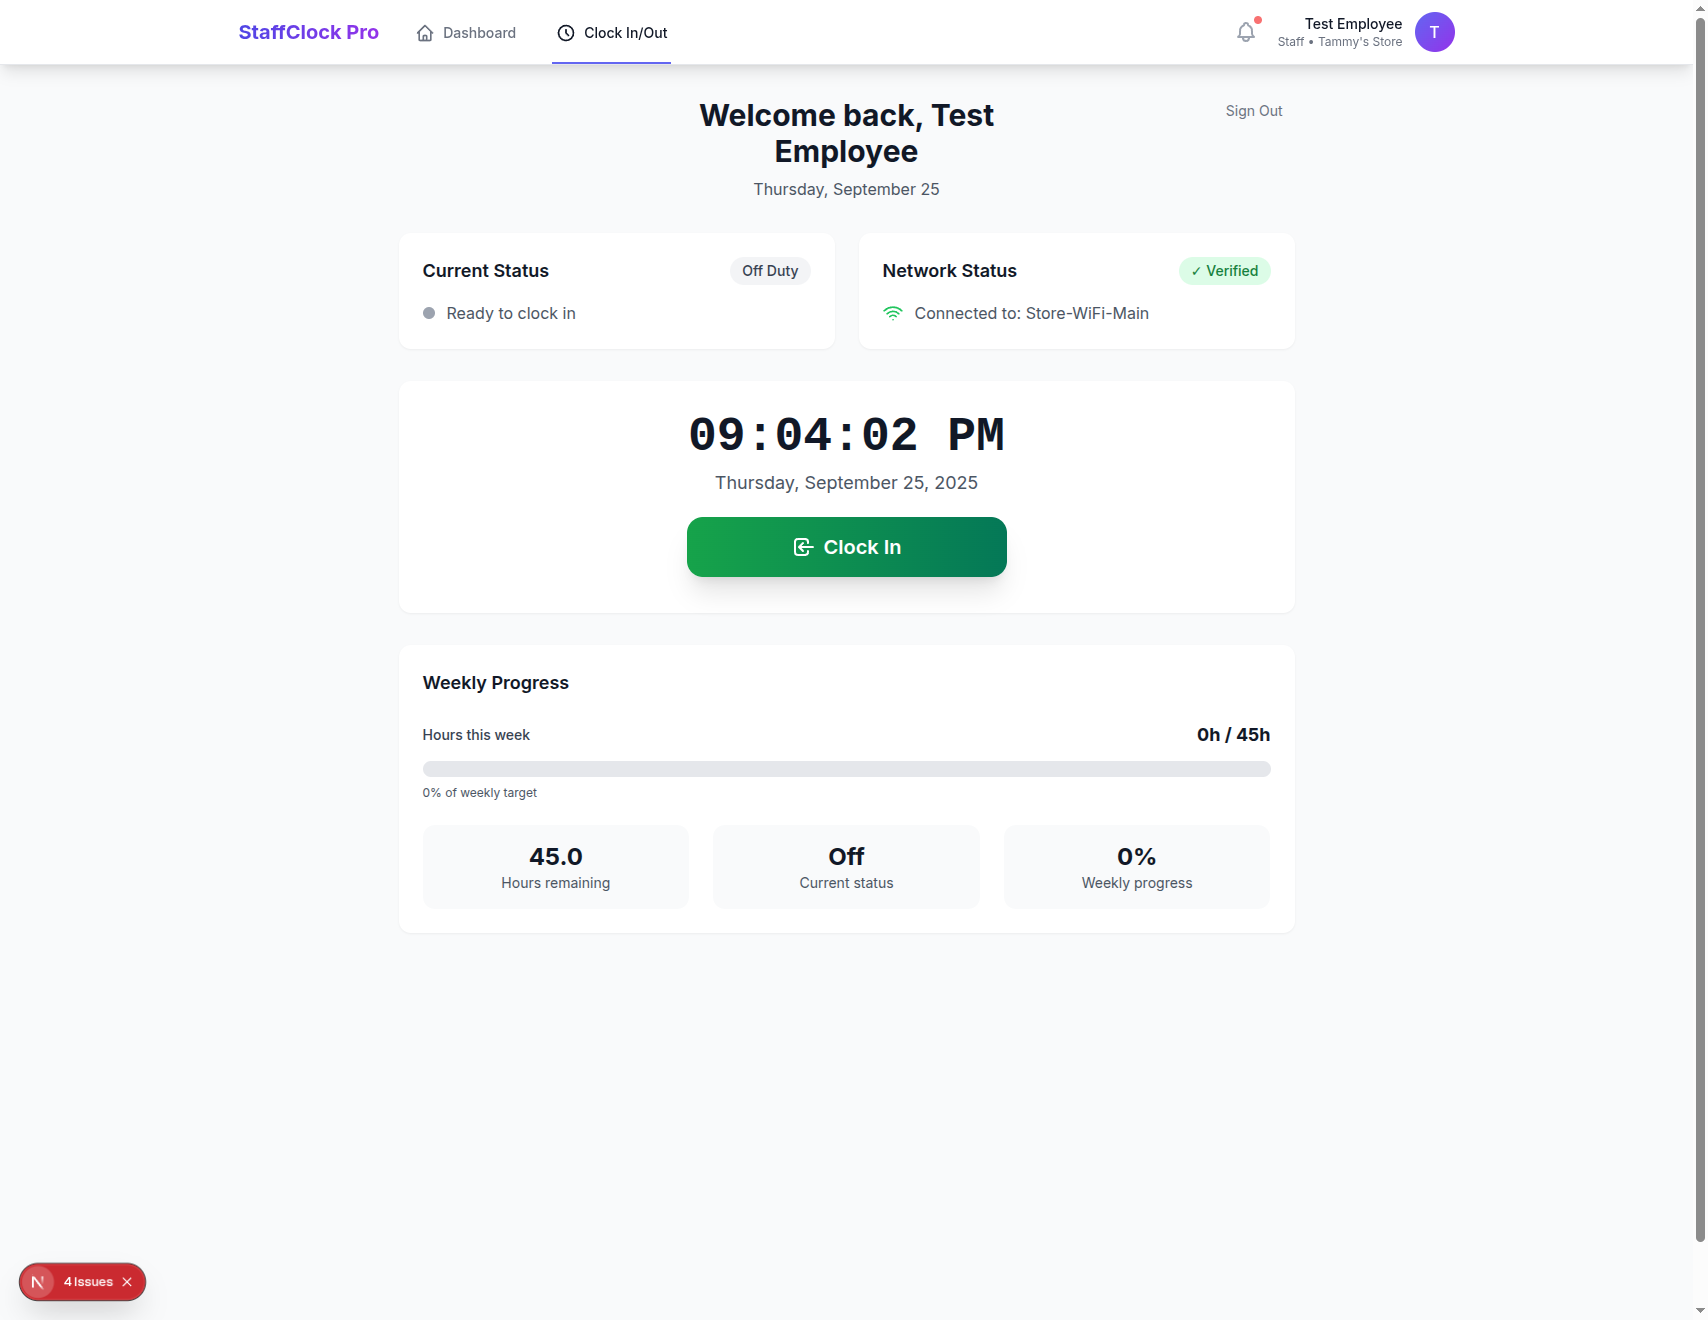 StaffClock Pro
Dashboard
Clock In/Out
Test Employee
Staff • Tammy's Store
T
Welcome back, Test
Employee
Sign Out
Thursday, September 25
Current Status
Off Duty
Ready to clock in
Network Status
✓ Verified
Connected to: Store-WiFi-Main
09:04:02 PM
Thursday, September 25, 2025
Clock In
Weekly Progress
Hours this week
0h / 45h
0% of weekly target
45.0
Hours remaining
Off
Current status
0%
Weekly progress
N
4 Issues